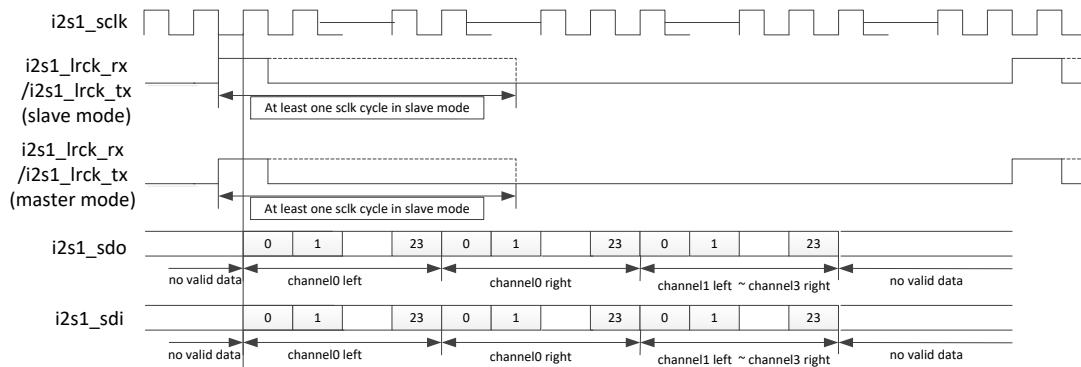 i2s1_sclk
i2s1_lrck_rx
/i2s1_lrck_tx
(slave mode)
At least one sclk cycle in slave mode
i2s1_lrck_rx
/i2s1_lrck_tx
(master mode)
At least one sclk cycle in slave mode
i2s1_sdo
0 1 23 0 1 23 0 1 23
no valid data channel0 left channel0 right channel1 left ~ channel3 right no valid data
i2s1_sdi
0 1 23 0 1 23 0 1 23
no valid data channel0 left channel0 right channel1 left ~ channel3 right no valid data